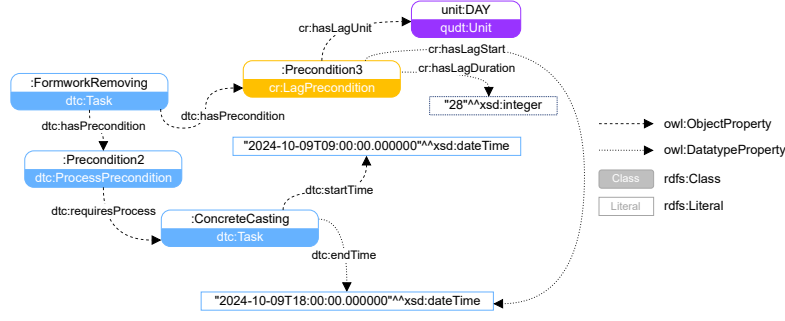 unit:DAY
qudt:Unit
cr:hasLagUnit
cr:hasLagStart
:Precondition3
cr:LagPrecondition
cr:hasLagDuration
:FormworkRemoving
dtc:Task
"28"^^xsd:integer
dtc:hasPrecondition
dtc:hasPrecondition
owl:ObjectProperty
"2024-10-09T09:00:00.000000"^^xsd:dateTime
owl:DatatypeProperty
:Precondition2
dtc:ProcessPrecondition
Class
rdfs:Class
dtc:startTime
dtc:requiresProcess
Literal
rdfs:Literal
:ConcreteCasting
dtc:Task
dtc:endTime
"2024-10-09T18:00:00.000000"^^xsd:dateTime